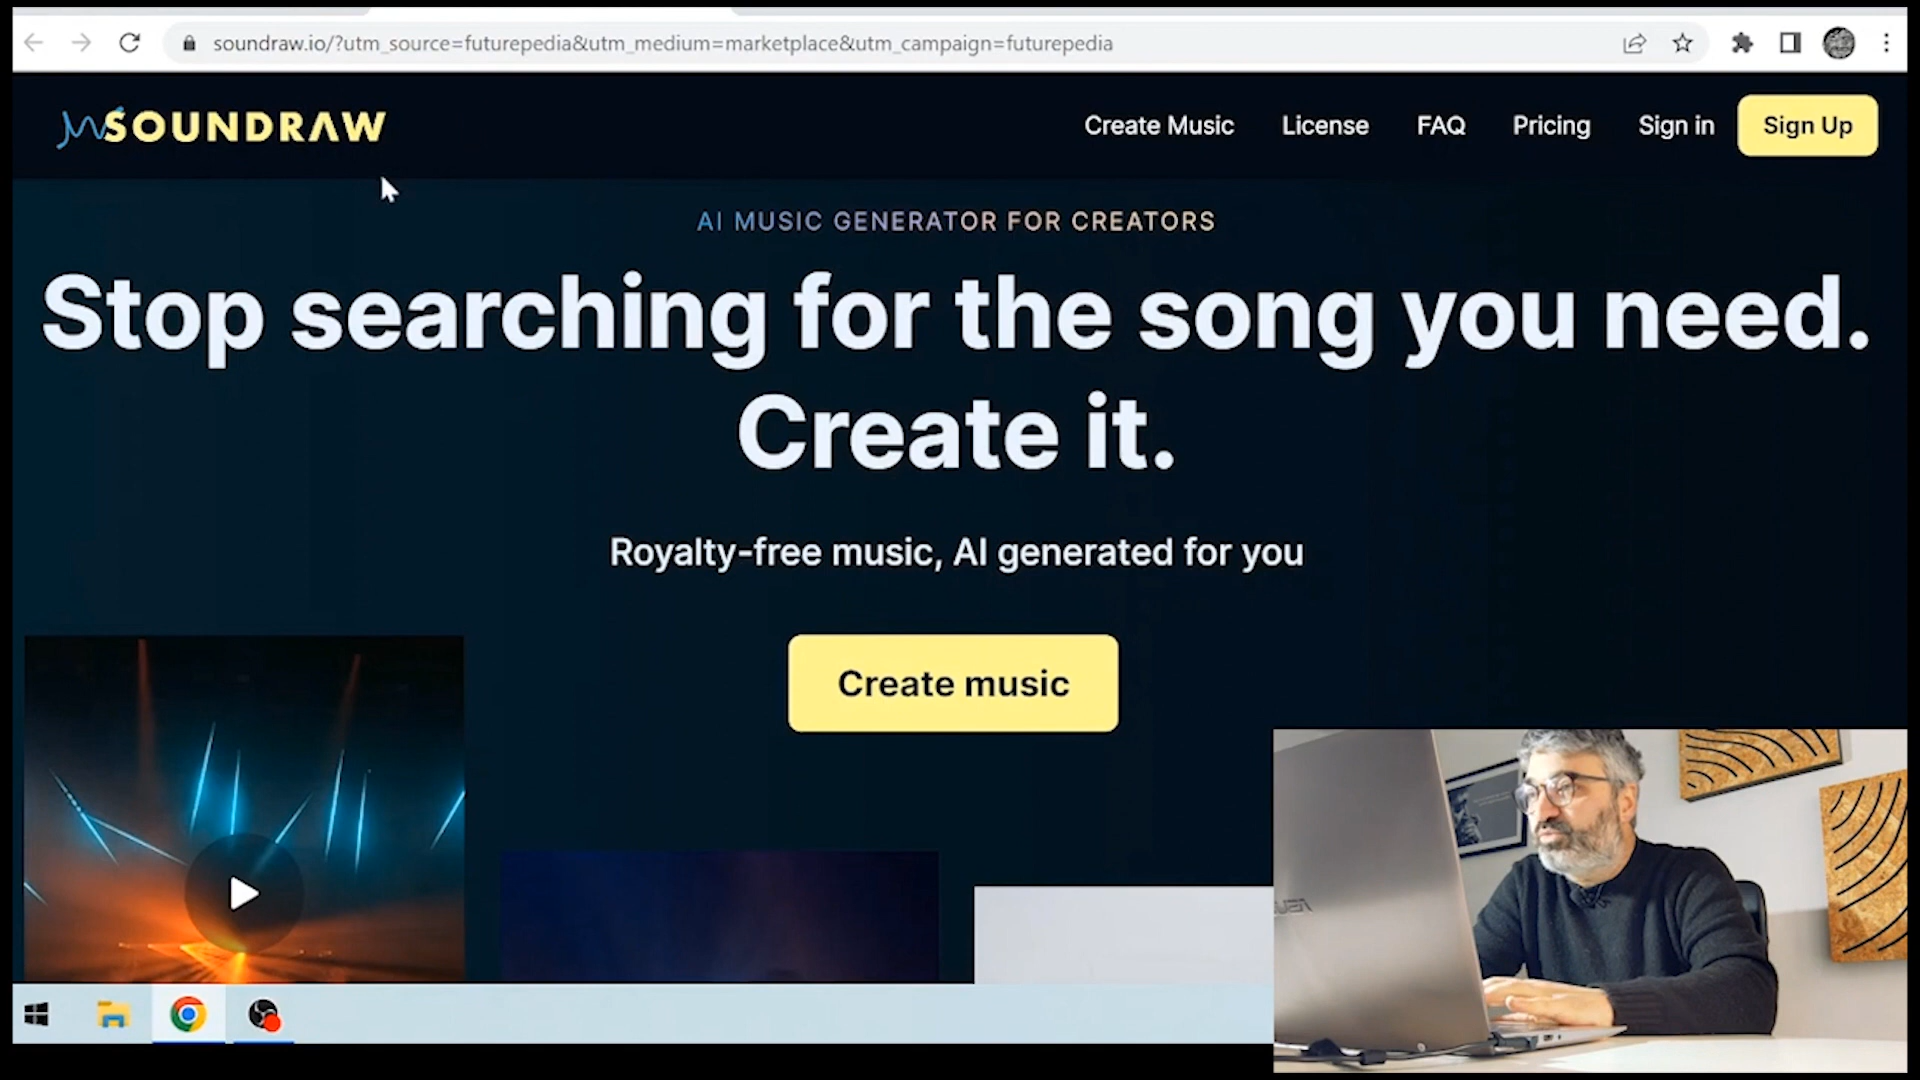 soundraw.io/?utm_source=futurepedia&utm_medium=marketplace&utm_campaign=futurepedia
SOUNDRAW
Create Music
License
FAQ
Pricing
Sign in
Sign Up
AI MUSIC GENERATOR FOR CREATORS
Stop searching for the song you need.
Create it.
Royalty-free music, AI generated for you
Create music
ASUS